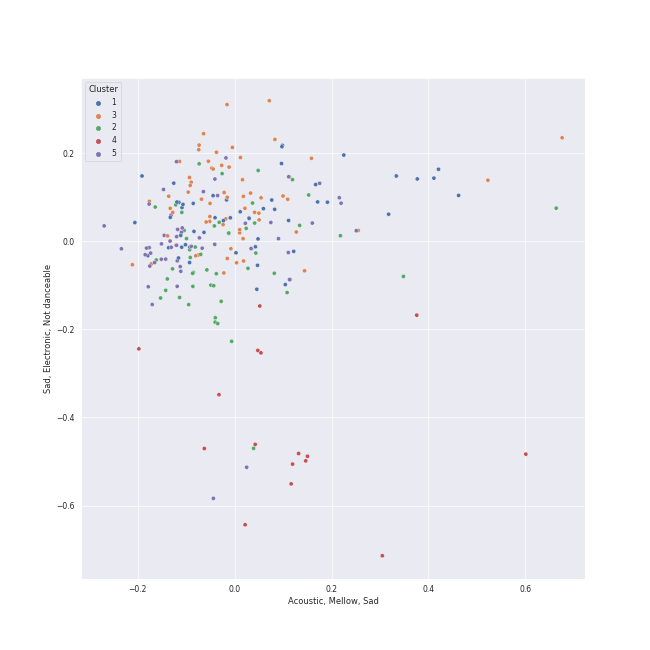 Cluster
1
3
2
4
5
0.2
0.0
−0.2
−0.4
−0.6
Sad, Electronic, Not danceable
−0.2 0.0 0.2 0.4 0.6
Acoustic, Mellow, Sad